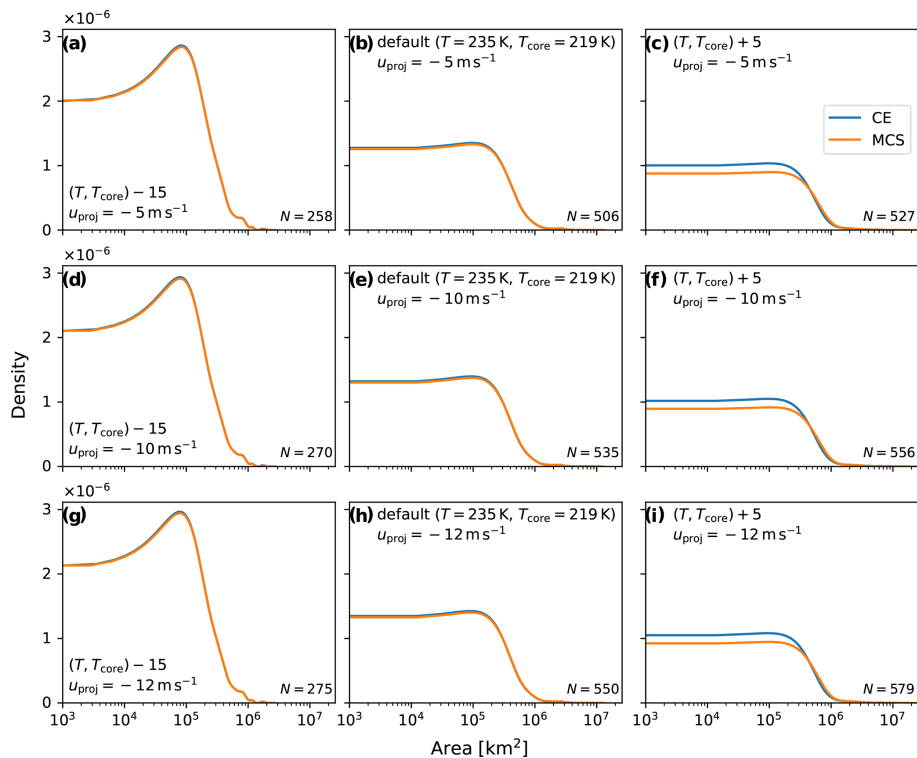 ×10⁻⁶
3
2
1
0
(a)
(T, T_core) − 15
u_proj = − 5 m s⁻¹
N = 258
(b) default (T = 235 K, T_core = 219 K)
u_proj = − 5 m s⁻¹
N = 506
(c) (T, T_core) + 5
u_proj = − 5 m s⁻¹
CE
MCS
N = 527
3
2
1
0
(d)
(T, T_core) − 15
u_proj = − 10 m s⁻¹
N = 270
(e) default (T = 235 K, T_core = 219 K)
u_proj = − 10 m s⁻¹
N = 535
(f) (T, T_core) + 5
u_proj = − 10 m s⁻¹
N = 556
Density
×10⁻⁶
3
2
1
0
(g)
(T, T_core) − 15
u_proj = − 12 m s⁻¹
N = 275
(h) default (T = 235 K, T_core = 219 K)
u_proj = − 12 m s⁻¹
N = 550
(i) (T, T_core) + 5
u_proj = − 12 m s⁻¹
N = 579
10³ 10⁴ 10⁵ 10⁶ 10⁷
10³ 10⁴ 10⁵ 10⁶ 10⁷
10³ 10⁴ 10⁵ 10⁶ 10⁷
Area [km²]